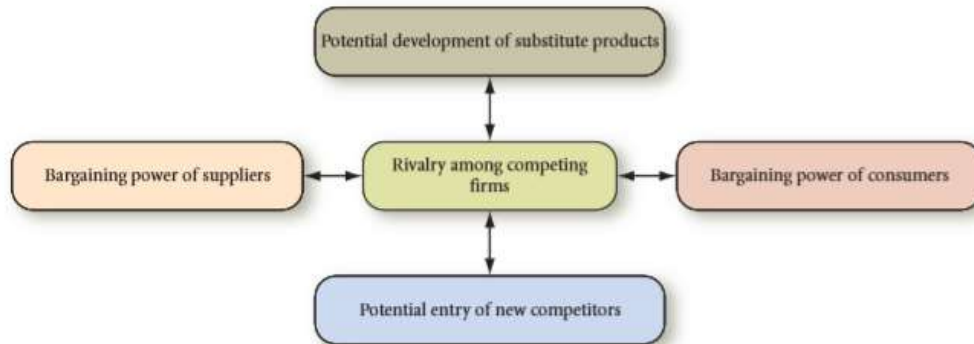 Potential development of substitute products
Bargaining power of suppliers
Rivalry among competing
firms
Bargaining power of consumers
Potential entry of new competitors